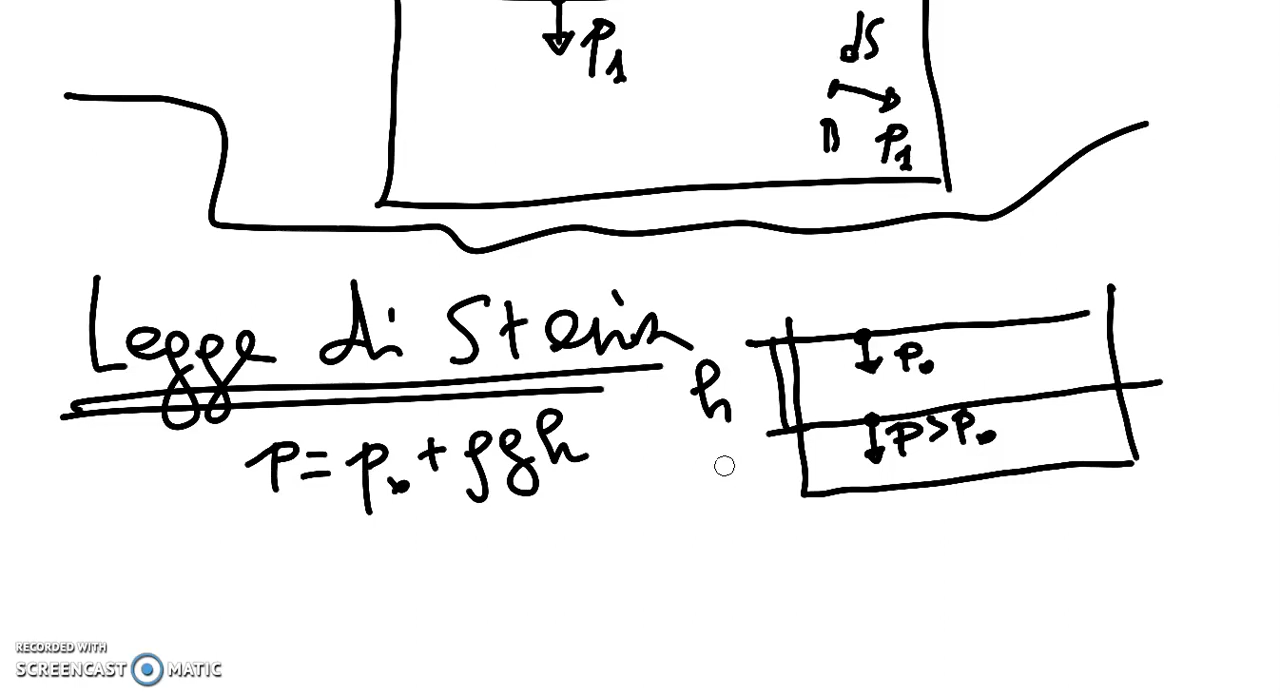 P1
dS
B P1
Legge di Stevin
p = p0 + ρgh
h
p0
p > p0
RECORDED WITH
SCREENCAST MATIC